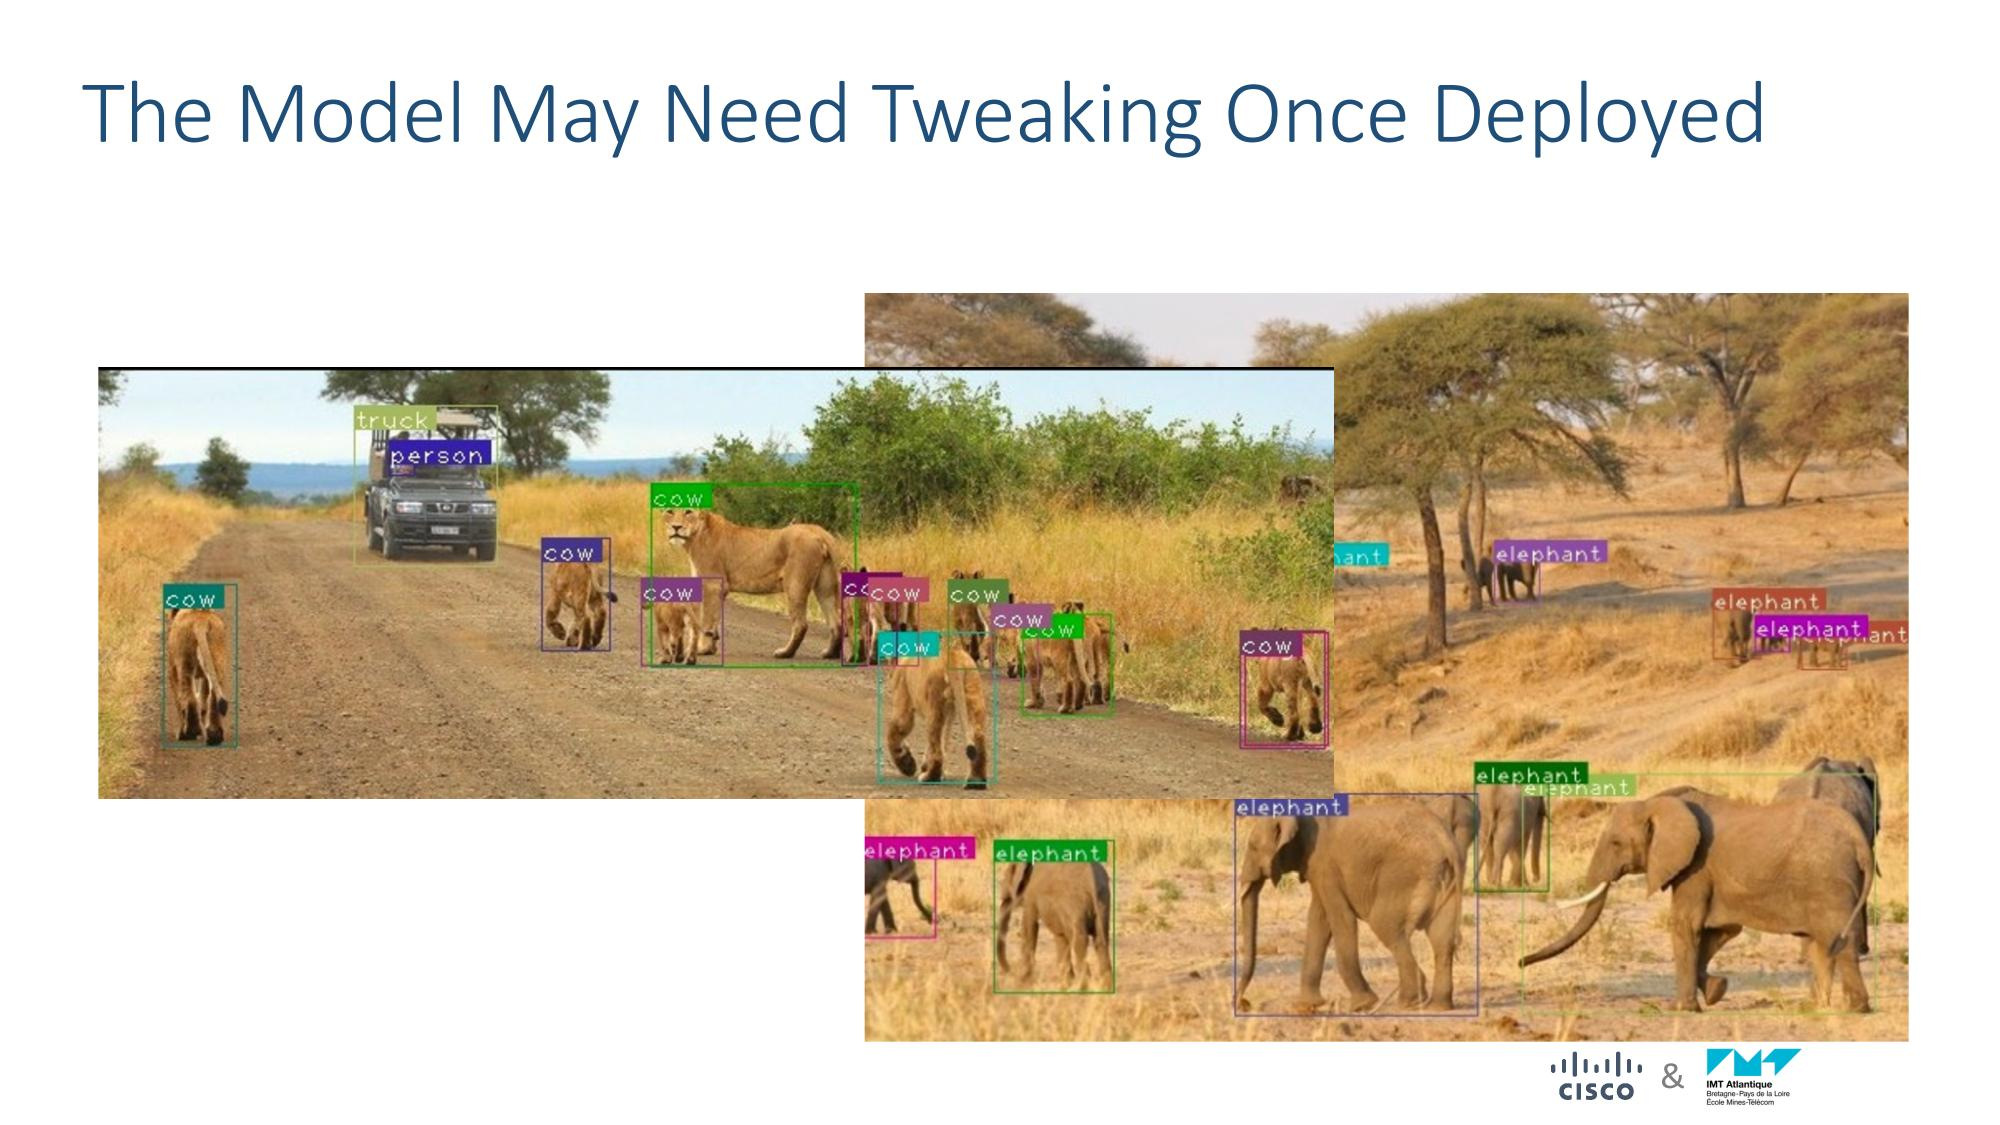 The Model May Need Tweaking Once Deployed
truck
person
cow
cow
cow
cow
cow
cow
cow
cow
cow
cow
cow
ant
elephant
elephant
elephant
ant
elephant
elephant
elephant
elephant
elephant
CISCO & IMT Atlantique
Bretagne-Pays de la Loire
École Mines-Télécom